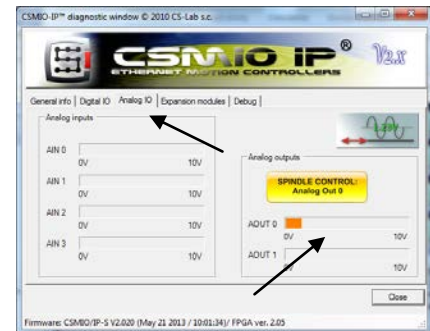 CSMIO-IP™ diagnostic window © 2010 CS-Lab s.c.
CSMIO IP® V2.x
ETHERNET MOTION CONTROLLERS
General info | Digital IO | Analog IO | Expansion modules | Debug |
Analog inputs
AIN 0
0V 10V
AIN 1
0V 10V
AIN 2
0V 10V
AIN 3
0V 10V
Analog outputs
SPINDLE CONTROL:
Analog Out 0
AOUT 0
0V 10V
AOUT 1
0V 10V
Close
Firmware: CSMIO/IP-S V2.020 (May 21 2013 / 10:01:34)/ FPGA ver. 2.05